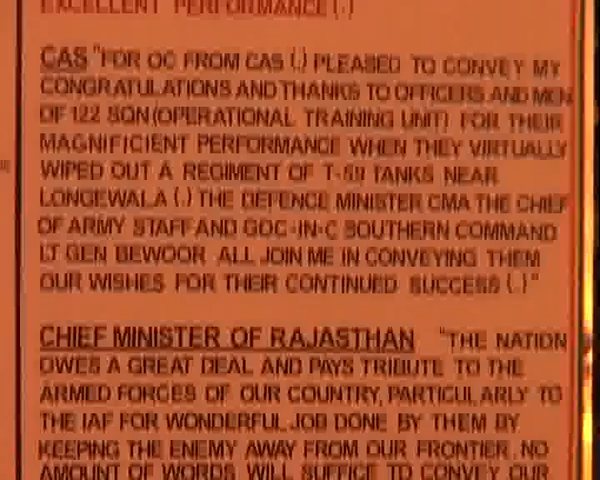 EXCELLENT PERFORMANCE (.)
CAS "FOR OC FROM CAS (.) PLEASED TO CONVEY MY
CONGRATULATIONS AND THANKS TO OFFICERS AND MEN
OF 122 SQN (OPERATIONAL TRAINING UNIT) FOR THEIR
MAGNIFICIENT PERFORMANCE WHEN THEY VIRTUALLY
WIPED OUT A REGIMENT OF T-59 TANKS NEAR
LONGEWALA (.) THE DEFENCE MINISTER CMA THE CHIEF
OF ARMY STAFF AND GOC-IN-C SOUTHERN COMMAND
LT GEN BEWOOR ALL JOIN ME IN CONVEYING THEM
OUR WISHES FOR THEIR CONTINUED SUCCESS (.)"
CHIEF MINISTER OF RAJASTHAN "THE NATION
OWES A GREAT DEAL AND PAYS TRIBUTE TO THE
ARMED FORCES OF OUR COUNTRY, PARTICULARLY TO
THE IAF FOR WONDERFUL JOB DONE BY THEM BY
KEEPING THE ENEMY AWAY FROM OUR FRONTIER. NO
AMOUNT OF WORDS WILL SUFFICE TO CONVEY OUR